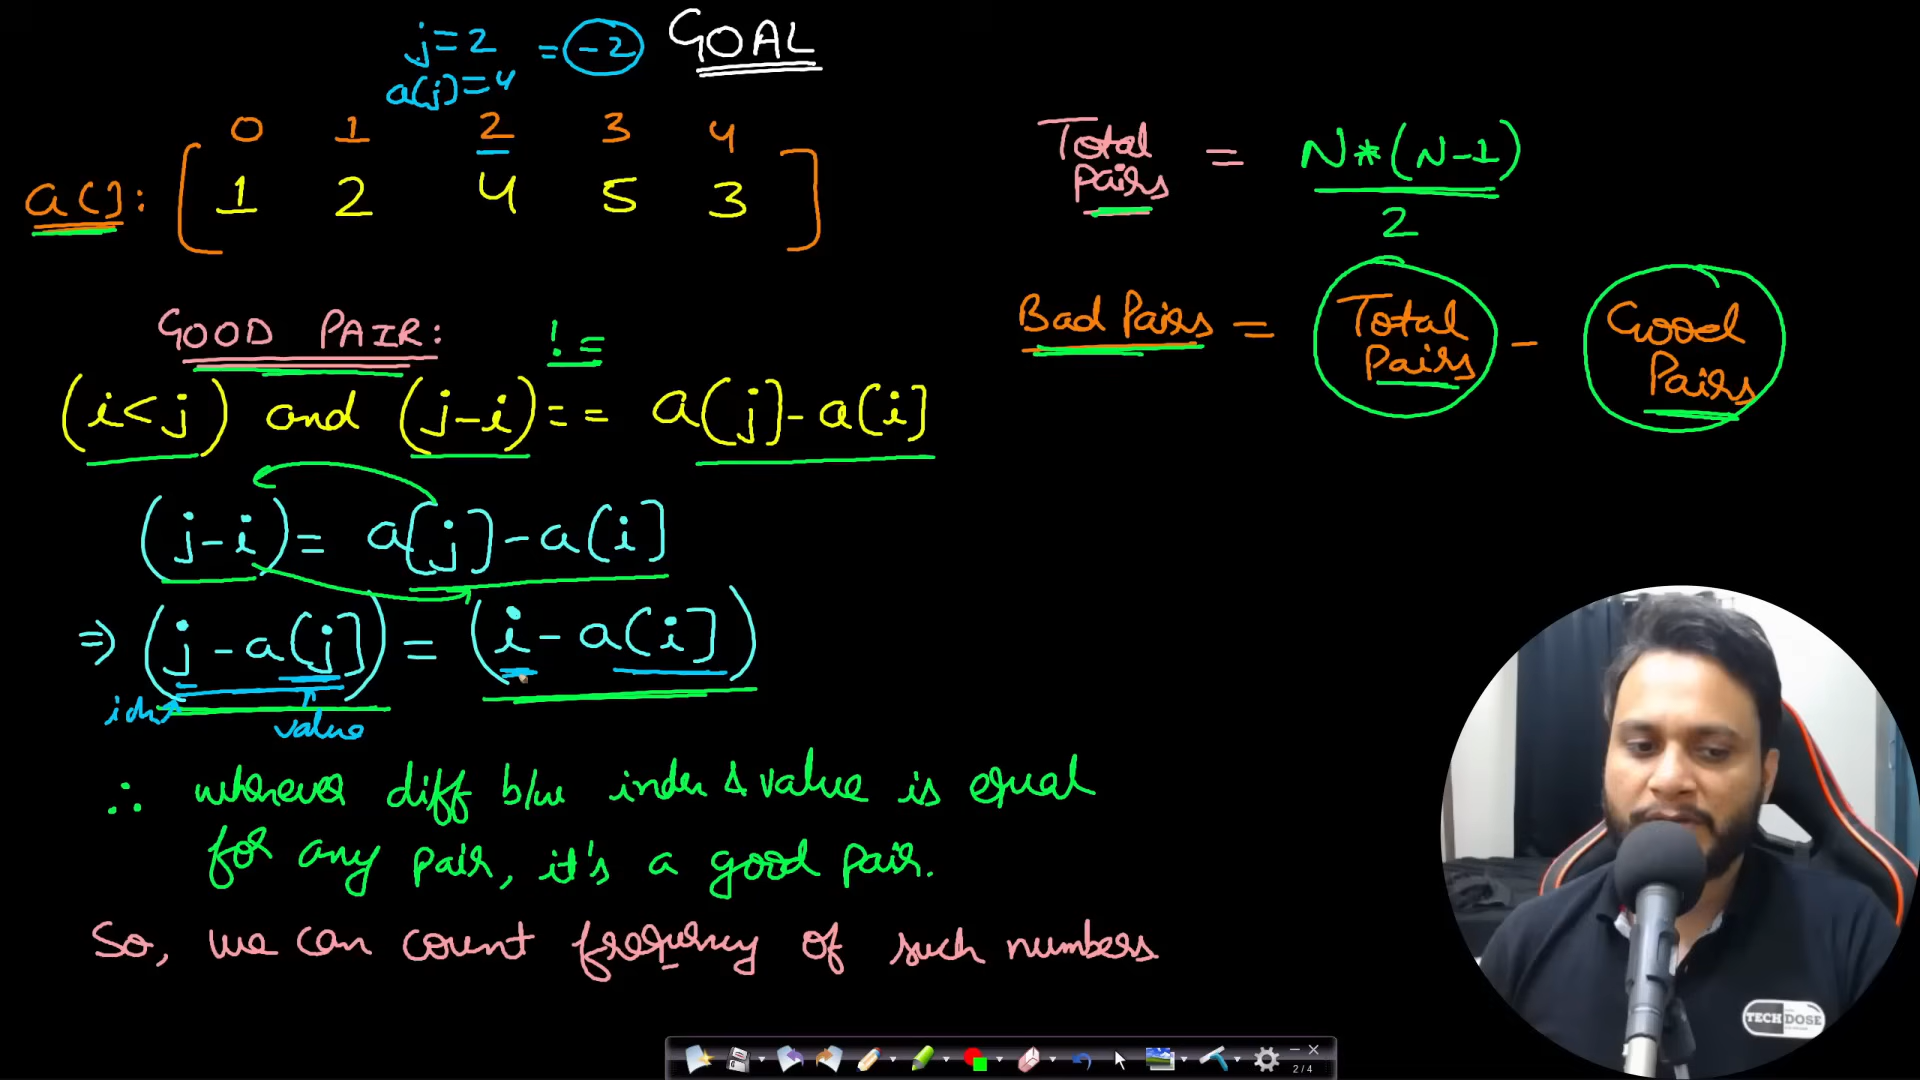 j=2 = -2 GOAL
a[j]=4
0 1 2 3 4
a[]: [ 1 2 4 5 3 ]
Total Pairs = N*(N-1)
2
Bad Pairs = Total Pairs - Good Pairs
GOOD PAIR: !=
(i<j) and (j-i)== a[j]-a[i]
(j-i)= a[j]-a[i]
⇒ (j-a[j]) = (i-a[i])
idx value
∴ whenever diff b/w index & value is equal
for any pair, it's a good pair.
So, we can count frequency of such numbers
TECH DOSE
2/4